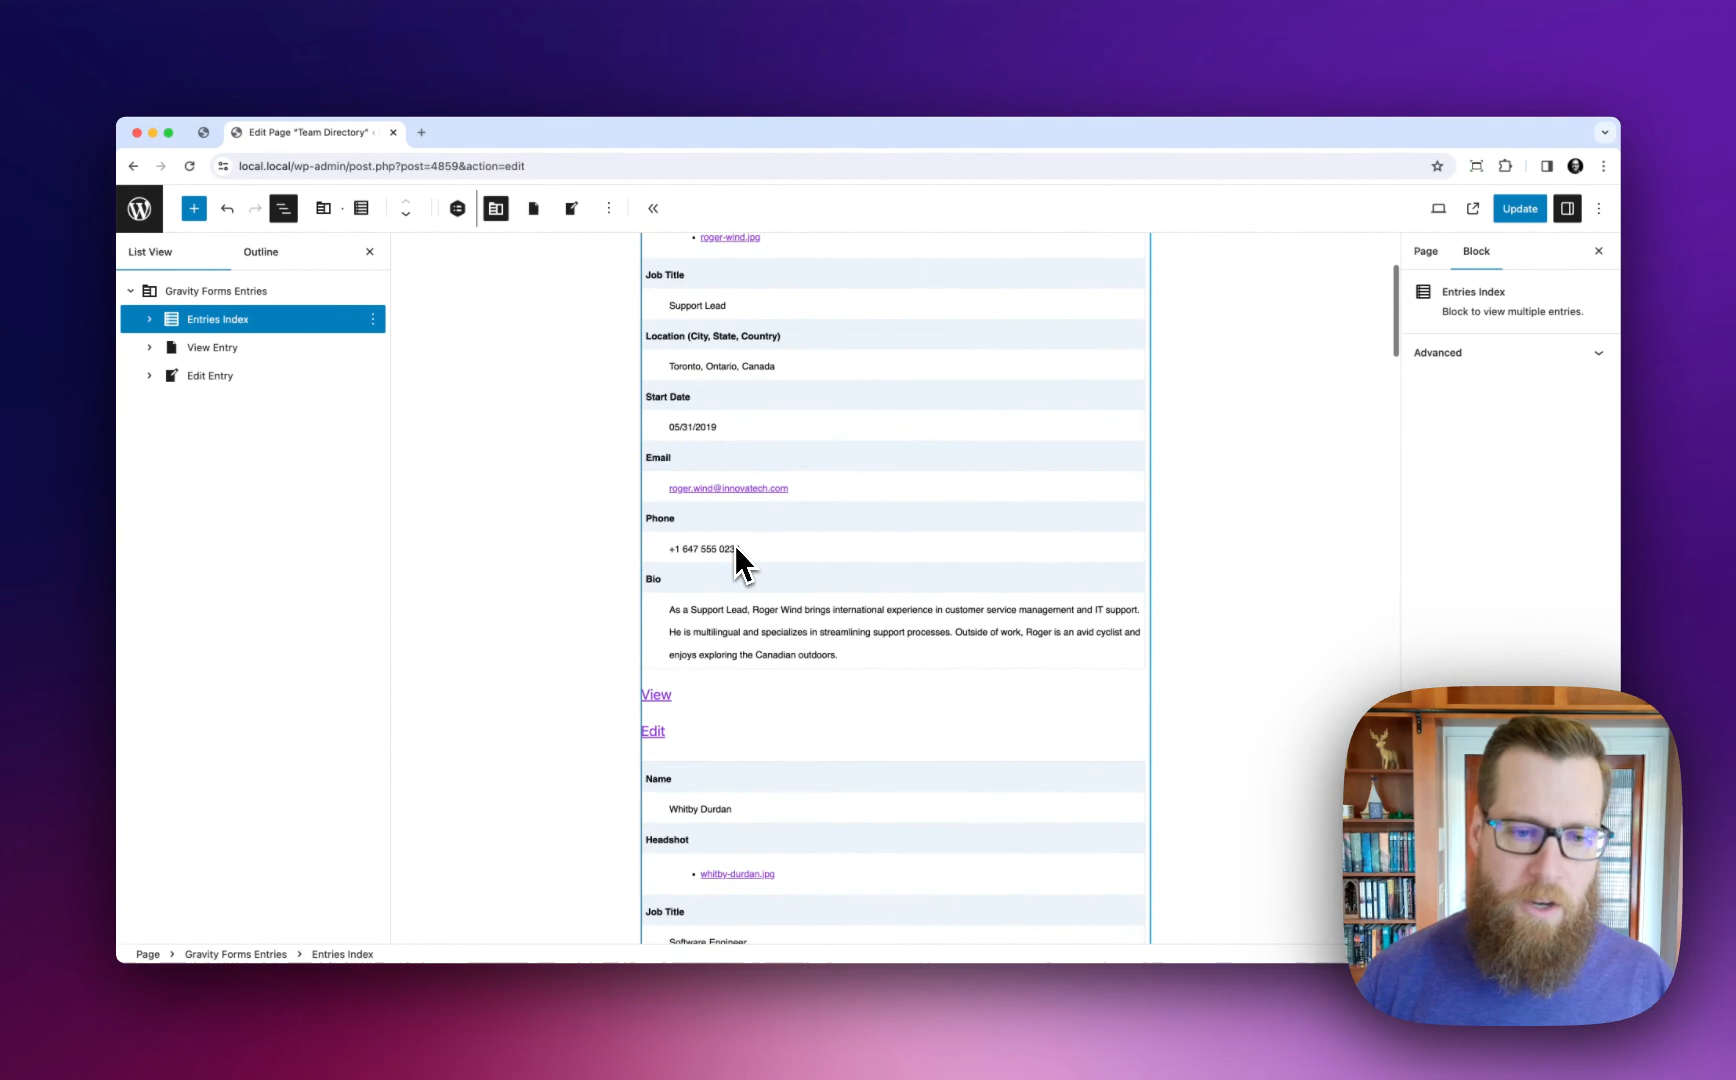 Edit Page "Team Directory"
local.local/wp-admin/post.php?post=4859&action=edit
Update
List View
Outline
Gravity Forms Entries
Entries Index
View Entry
Edit Entry
roger-wind.jpg
Job Title
Support Lead
Location (City, State, Country)
Toronto, Ontario, Canada
Start Date
05/31/2019
Email
roger.wind@innovatech.com
Phone
+1 647 555 023
Bio
As a Support Lead, Roger Wind brings international experience in customer service management and IT support.
He is multilingual and specializes in streamlining support processes. Outside of work, Roger is an avid cyclist and
enjoys exploring the Canadian outdoors.
View
Edit
Name
Whitby Durdan
Headshot
whitby-durdan.jpg
Job Title
Software Engineer
Page
Block
Entries Index
Block to view multiple entries.
Advanced
Page > Gravity Forms Entries > Entries Index